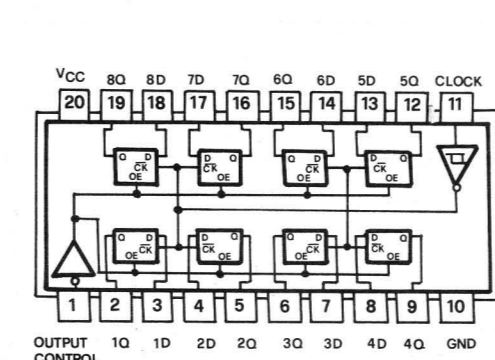 VCC 8Q 8D 7D 7Q 6Q 6D 5D 5Q CLOCK
20 19 18 17 16 15 14 13 12 11
Q D D Q Q D D Q
CK CK CK CK
OE OE OE OE
Q D D Q Q D D Q
CK CK CK CK
OE OE OE OE
1 2 3 4 5 6 7 8 9 10
OUTPUT 1Q 1D 2D 2Q 3Q 3D 4D 4Q GND
CONTROL